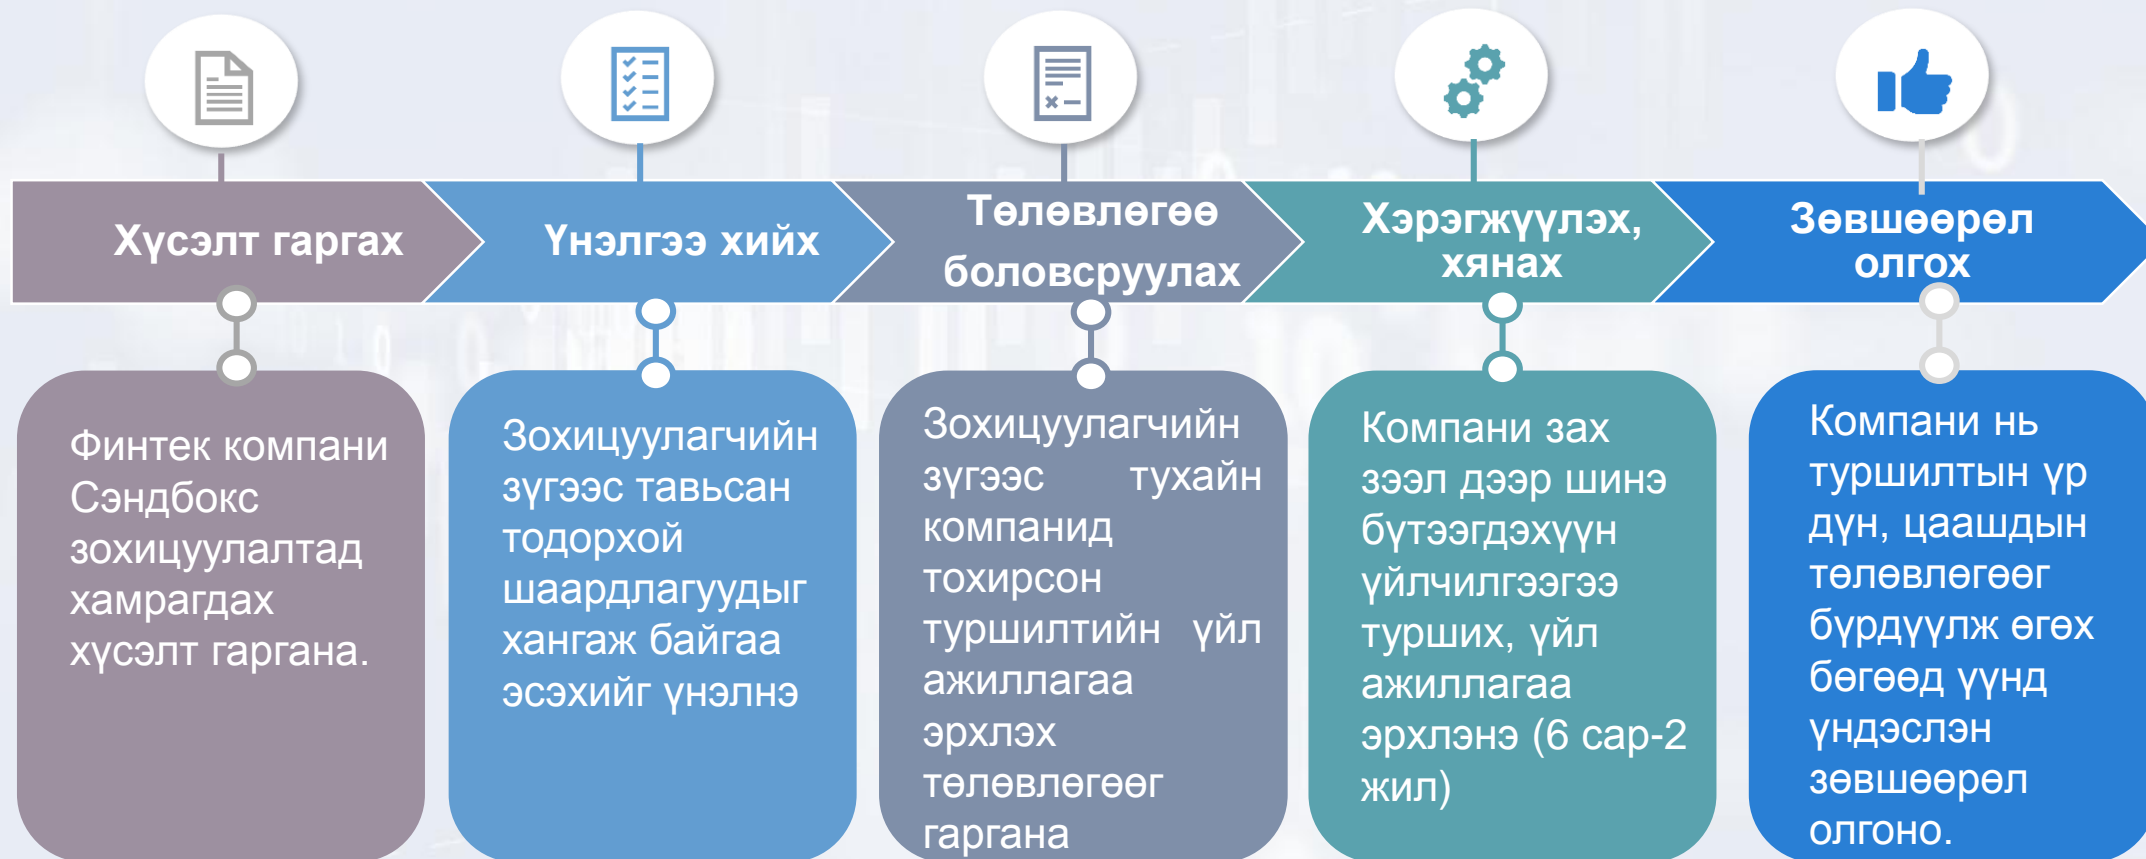 Хүсэлт гаргах
Үнэлгээ хийх
Төлөвлөгөө
боловсруулах
Хэрэгжүүлэх,
хянах
Зөвшөөрөл
олгох
Финтек компани
Сэндбокс
зохицуулалтад
хамрагдах
хүсэлт гаргана.
Зохицуулагчийн
зүгээс тавьсан
тодорхой
шаардлагуудыг
хангаж байгаа
эсэхийг үнэлнэ
Зохицуулагчийн
зүгээс тухайн
компанид
тохирсон
туршилтийн үйл
ажиллагаа
эрхлэх
төлөвлөгөөг
гаргана
Компани зах
зээл дээр шинэ
бүтээгдэхүүн
үйлчилгээгээ
турших, үйл
ажиллагаа
эрхлэнэ (6 сар-2
жил)
Компани нь
туршилтын үр
дүн, цаашдын
төлөвлөгөөг
бүрдүүлж өгөх
бөгөөд үүнд
үндэслэн
зөвшөөрөл
олгоно.